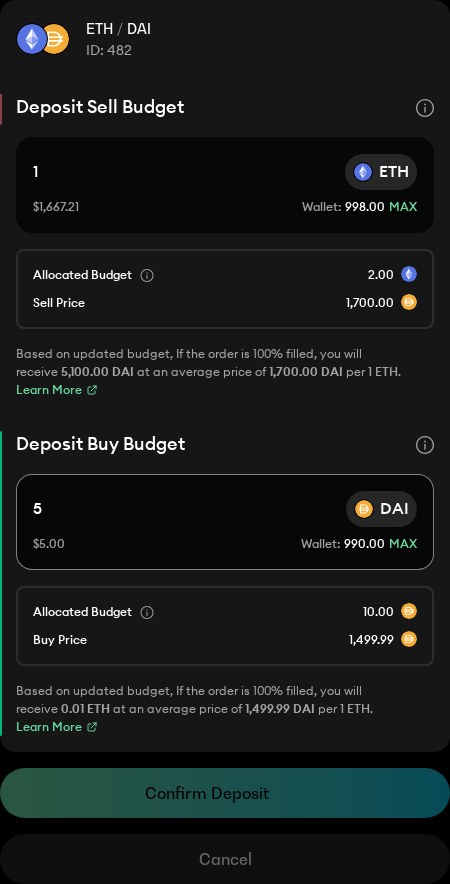 ETH / DAI
ID: 482
Deposit Sell Budget
1
ETH
$1,667.21
Wallet: 998.00 MAX
Allocated Budget
2.00
Sell Price
1,700.00
Based on updated budget, If the order is 100% filled, you will
receive 5,100.00 DAI at an average price of 1,700.00 DAI per 1 ETH.
Learn More
Deposit Buy Budget
5
DAI
$5.00
Wallet: 990.00 MAX
Allocated Budget
10.00
Buy Price
1,499.99
Based on updated budget, If the order is 100% filled, you will
receive 0.01 ETH at an average price of 1,499.99 DAI per 1 ETH.
Learn More
Confirm Deposit
Cancel